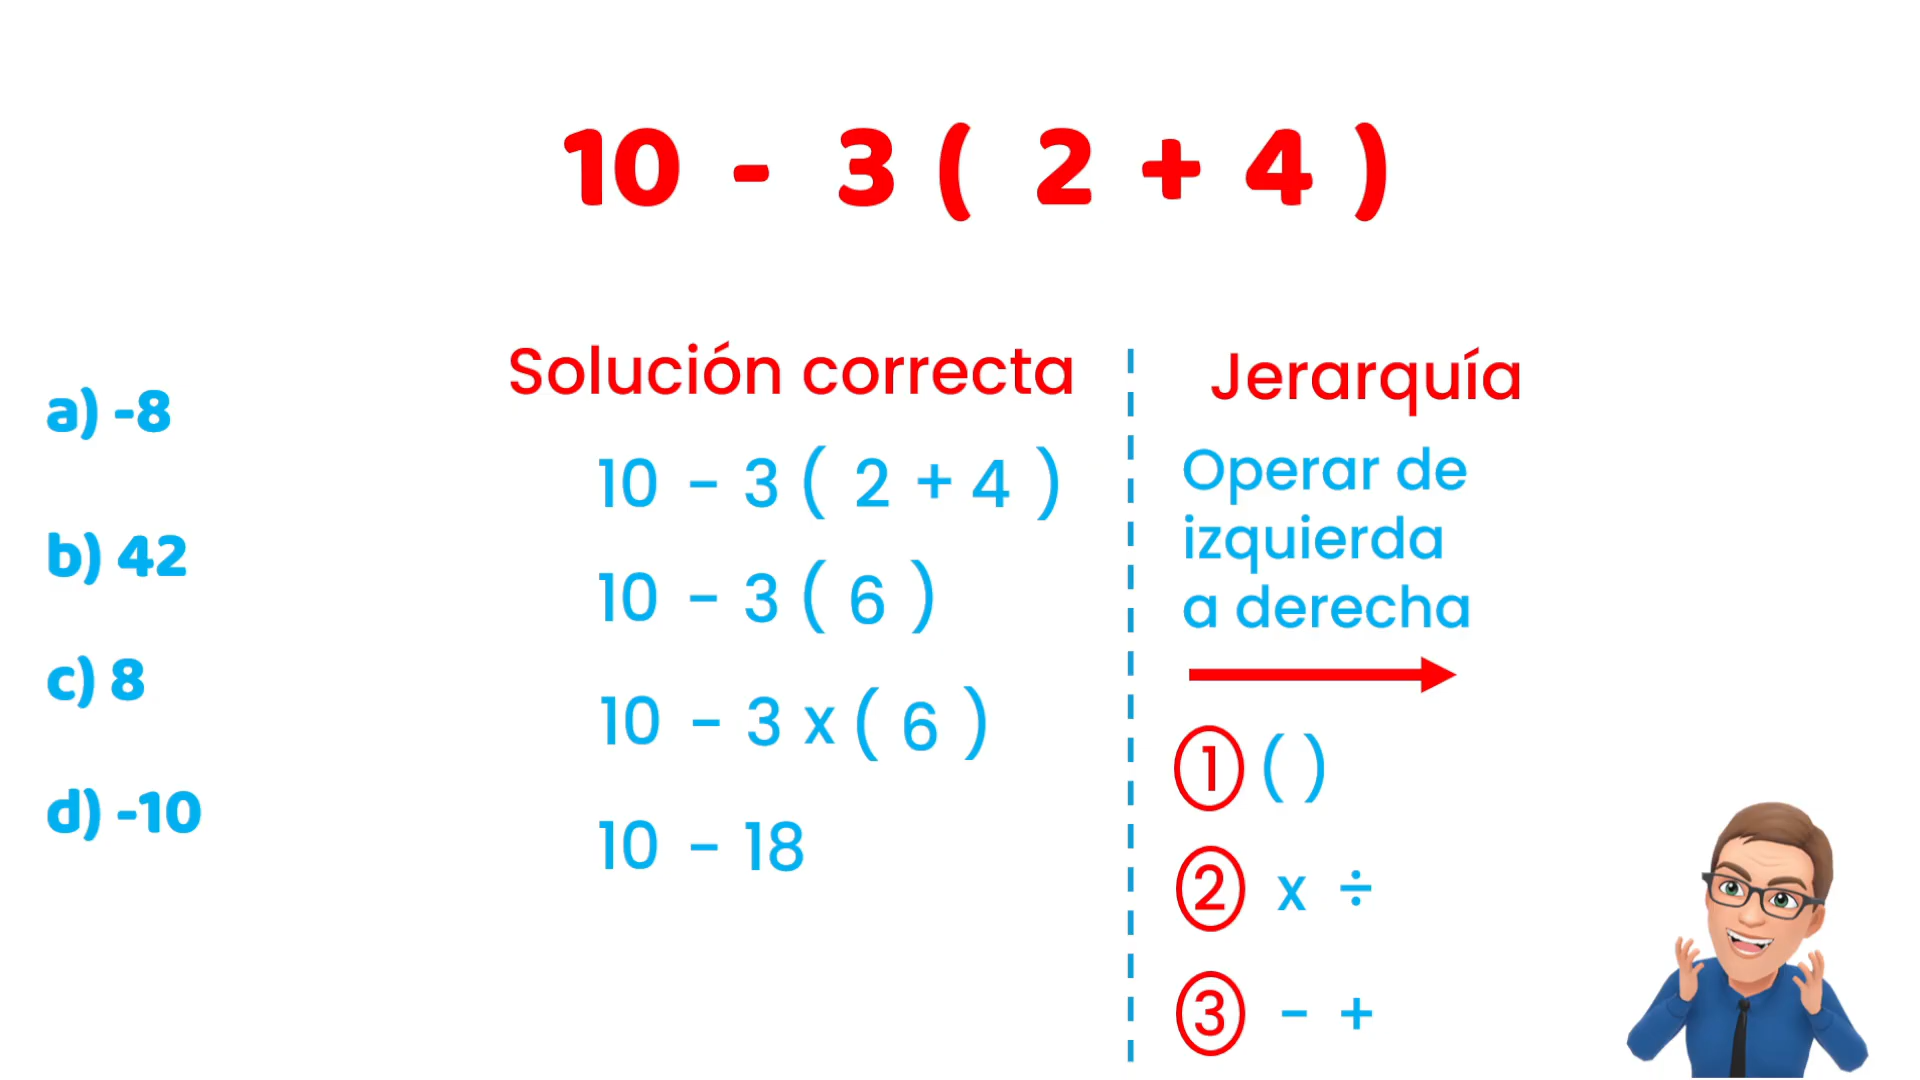 10 - 3 ( 2 + 4 )
a) -8
b) 42
c) 8
d) -10
Solución correcta
10 - 3 ( 2 + 4 )
10 - 3 ( 6 )
10 - 3 x ( 6 )
10 - 18
Jerarquía
Operar de
izquierda
a derecha
1 ( )
2 x ÷
3 - +